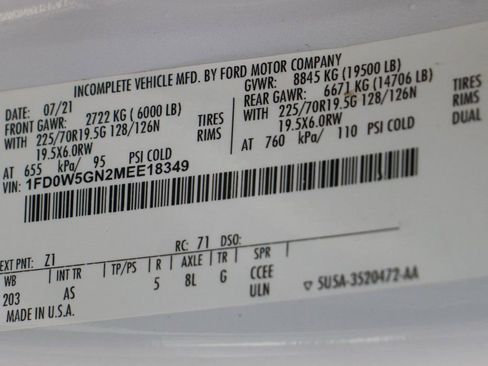 INCOMPLETE VEHICLE MFD. BY FORD MOTOR COMPANY
DATE: 07/21 GVWR: 8845 KG (19500 LB)
FRONT GAWR: 2722 KG (6000 LB) REAR GAWR: 6671 KG (14706 LB)
WITH 225/70R19.5G 128/126N TIRES WITH 225/70R19.5G 128/126N TIRES
19.5X6.0RW RIMS 19.5X6.0RW RIMS
AT 655 kPa/ 95 PSI COLD AT 760 kPa/ 110 PSI COLD DUAL
VIN: 1FD0W5GN2MEE18349
EXT PNT: Z1 RC: 71 DSO:
WB INT TR TP/PS R AXLE TR SPR
203 AS 5 8L G CCEE
ULN
MADE IN U.S.A. ▽ 5U5A-3520472-AA